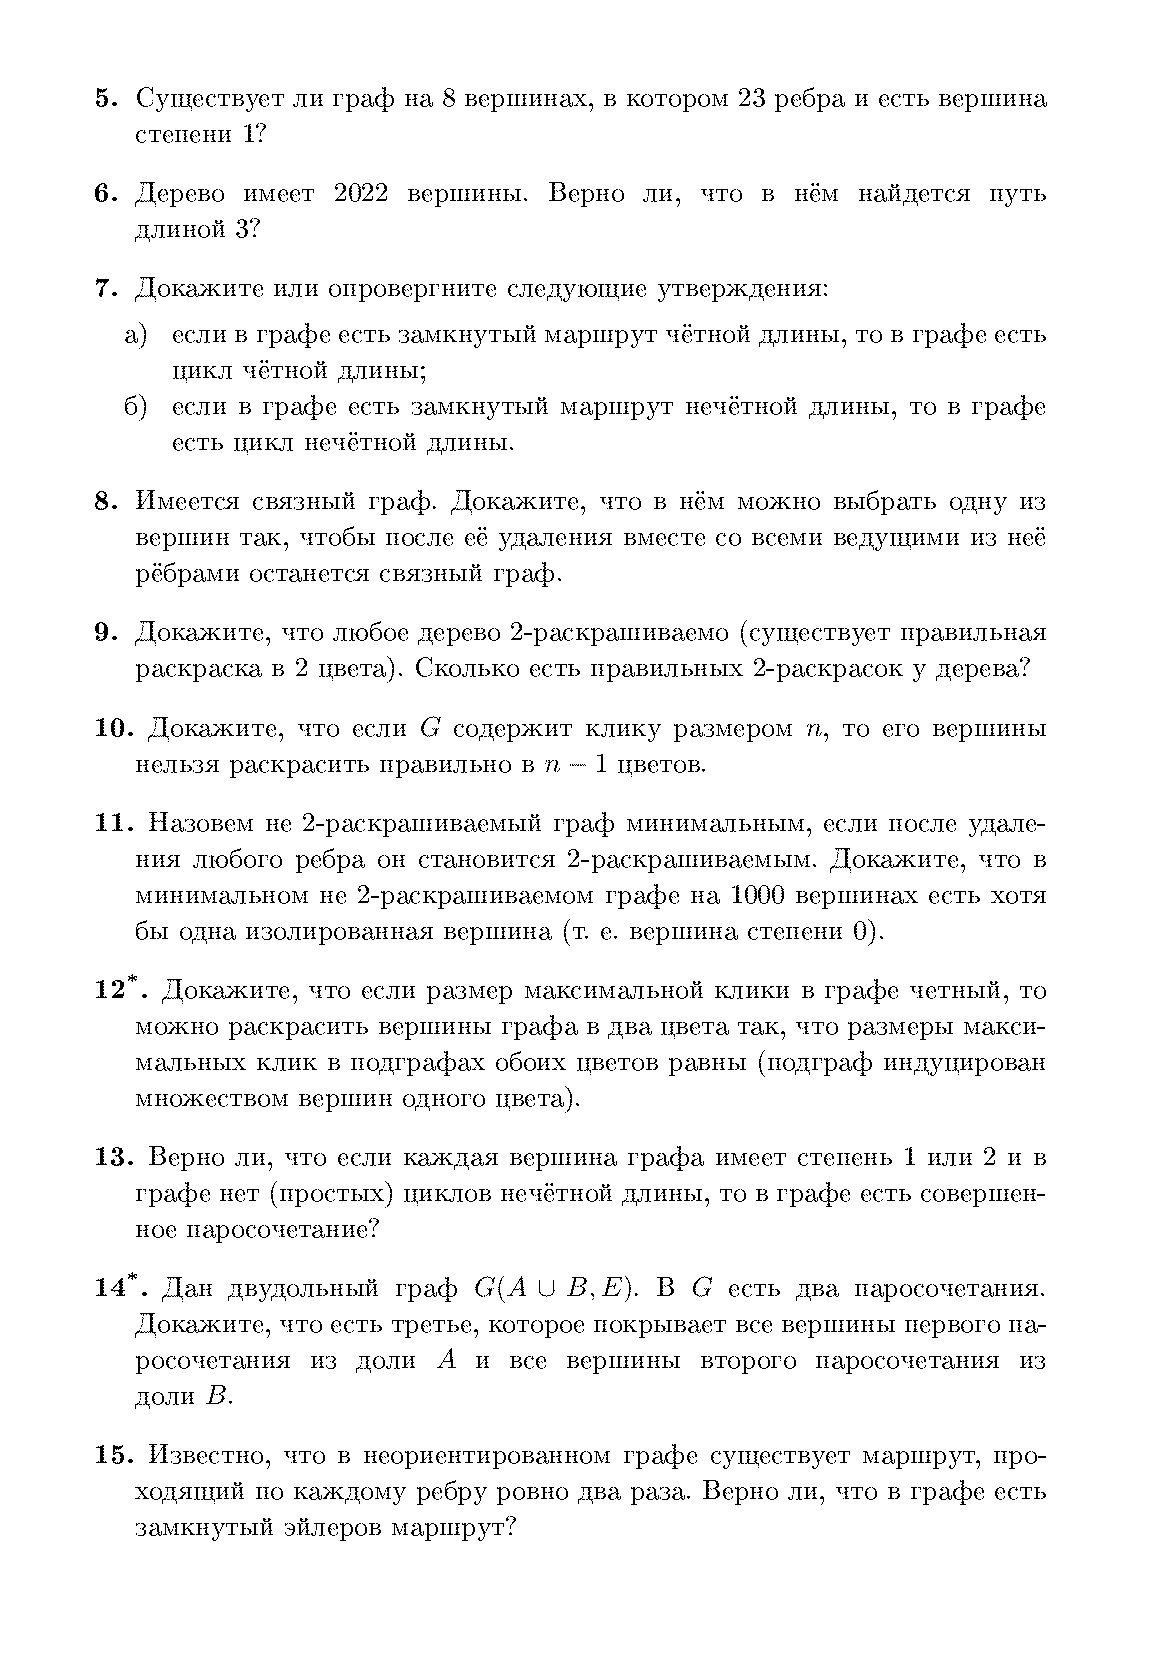 5. Существует ли граф на 8 вершинах, в котором 23 ребра и есть вершина
степени 1?
6. Дерево имеет 2022 вершины. Верно ли, что в нём найдется путь
длиной 3?
7. Докажите или опровергните следующие утверждения:
а) если в графе есть замкнутый маршрут чётной длины, то в графе есть
цикл чётной длины;
б) если в графе есть замкнутый маршрут нечётной длины, то в графе
есть цикл нечётной длины.
8. Имеется связный граф. Докажите, что в нём можно выбрать одну из
вершин так, чтобы после её удаления вместе со всеми ведущими из неё
рёбрами останется связный граф.
9. Докажите, что любое дерево 2-раскрашиваемо (существует правильная
раскраска в 2 цвета). Сколько есть правильных 2-раскрасок у дерева?
10. Докажите, что если G содержит клику размером n, то его вершины
нельзя раскрасить правильно в n − 1 цветов.
11. Назовем не 2-раскрашиваемый граф минимальным, если после удале-
ния любого ребра он становится 2-раскрашиваемым. Докажите, что в
минимальном не 2-раскрашиваемом графе на 1000 вершинах есть хотя
бы одна изолированная вершина (т. е. вершина степени 0).
12*. Докажите, что если размер максимальной клики в графе четный, то
можно раскрасить вершины графа в два цвета так, что размеры макси-
мальных клик в подграфах обоих цветов равны (подграф индуцирован
множеством вершин одного цвета).
13. Верно ли, что если каждая вершина графа имеет степень 1 или 2 и в
графе нет (простых) циклов нечётной длины, то в графе есть совершен-
ное паросочетание?
14*. Дан двудольный граф G(A ∪ B, E). В G есть два паросочетания.
Докажите, что есть третье, которое покрывает все вершины первого па-
росочетания из доли A и все вершины второго паросочетания из
доли B.
15. Известно, что в неориентированном графе существует маршрут, про-
ходящий по каждому ребру ровно два раза. Верно ли, что в графе есть
замкнутый эйлеров маршрут?